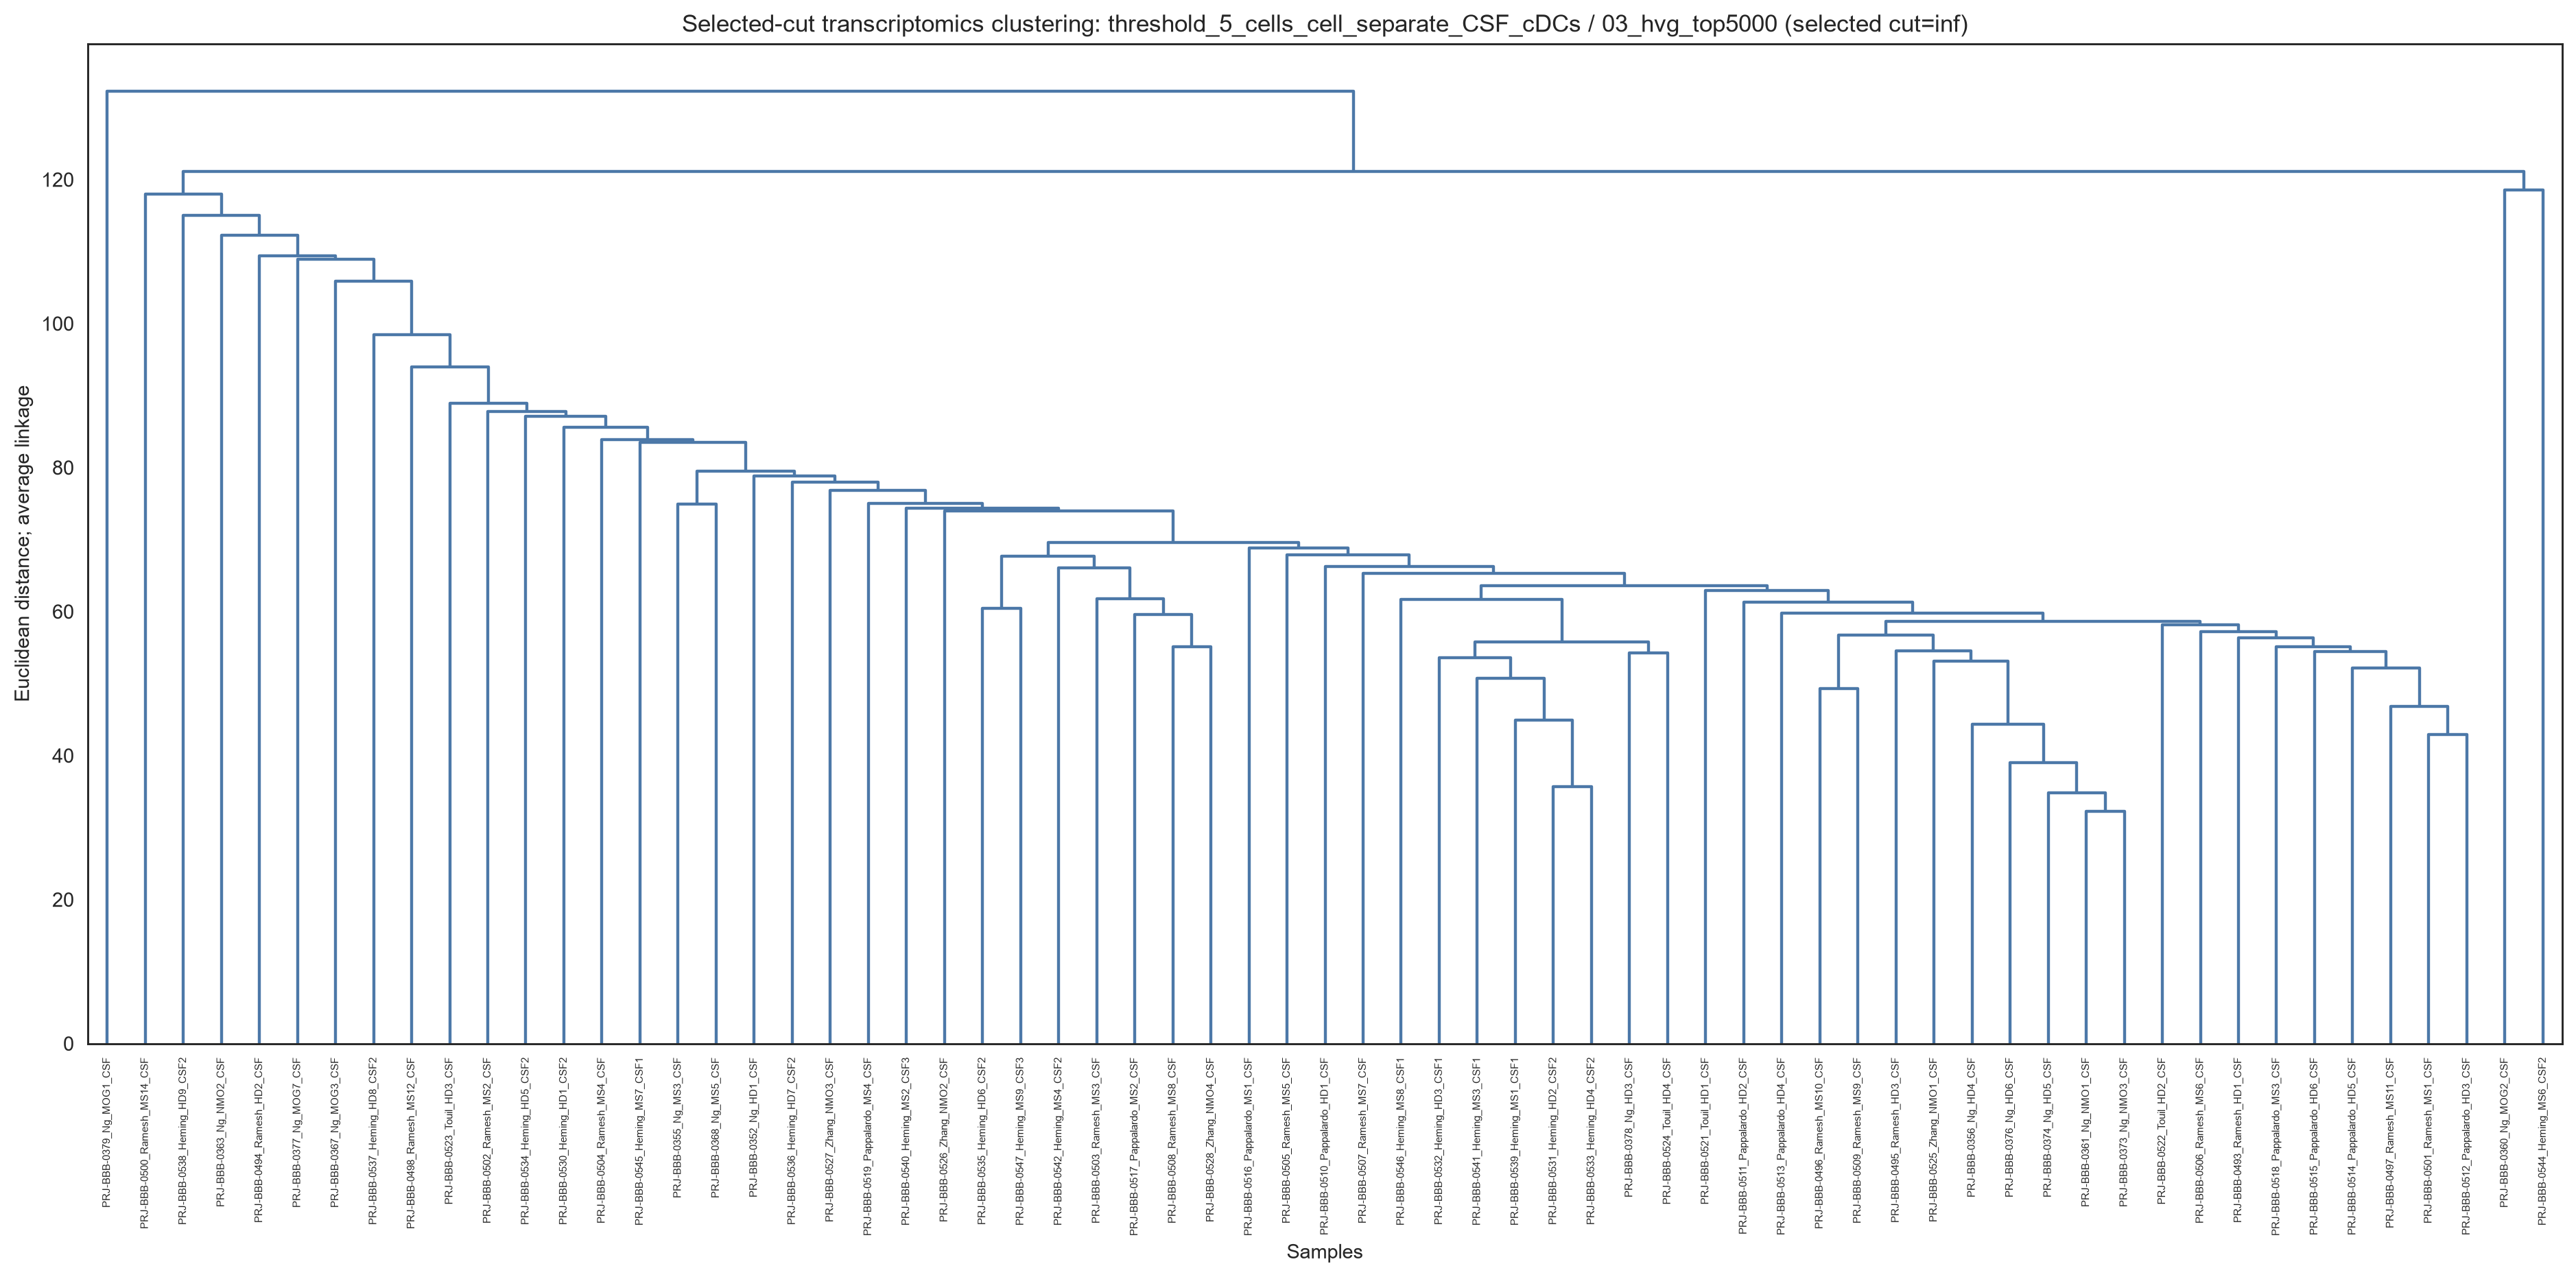 Selected-cut transcriptomics clustering: threshold_5_cells_cell_separate_CSF_cDCs / 03_hvg_top5000 (selected cut=inf)
Euclidean distance; average linkage
120
100
80
60
40
20
0
PRJ-BBB-0379_Ng_MOG1_CSF
PRJ-BBB-0500_Ramesh_MS14_CSF
PRJ-BBB-0538_Heming_HD9_CSF2
PRJ-BBB-0363_Ng_NMO2_CSF
PRJ-BBB-0494_Ramesh_HD2_CSF
PRJ-BBB-0377_Ng_MOG7_CSF
PRJ-BBB-0367_Ng_MOG3_CSF
PRJ-BBB-0537_Heming_HD8_CSF2
PRJ-BBB-0498_Ramesh_MS12_CSF
PRJ-BBB-0523_Touil_HD3_CSF
PRJ-BBB-0502_Ramesh_MS2_CSF
PRJ-BBB-0534_Heming_HD5_CSF2
PRJ-BBB-0530_Heming_HD1_CSF2
PRJ-BBB-0504_Ramesh_MS4_CSF
PRJ-BBB-0545_Heming_MS7_CSF1
PRJ-BBB-0355_Ng_MS3_CSF
PRJ-BBB-0368_Ng_MS5_CSF
PRJ-BBB-0352_Ng_HD1_CSF
PRJ-BBB-0536_Heming_HD7_CSF2
PRJ-BBB-0527_Zhang_NMO3_CSF
PRJ-BBB-0519_Pappalardo_MS4_CSF
PRJ-BBB-0540_Heming_MS2_CSF3
PRJ-BBB-0526_Zhang_NMO2_CSF
PRJ-BBB-0535_Heming_HD6_CSF2
PRJ-BBB-0547_Heming_MS9_CSF3
PRJ-BBB-0542_Heming_MS4_CSF2
PRJ-BBB-0503_Ramesh_MS3_CSF
PRJ-BBB-0517_Pappalardo_MS2_CSF
PRJ-BBB-0508_Ramesh_MS8_CSF
PRJ-BBB-0528_Zhang_NMO4_CSF
PRJ-BBB-0516_Pappalardo_MS1_CSF
PRJ-BBB-0505_Ramesh_MS5_CSF
PRJ-BBB-0510_Pappalardo_HD1_CSF
PRJ-BBB-0507_Ramesh_MS7_CSF
PRJ-BBB-0546_Heming_MS8_CSF1
PRJ-BBB-0532_Heming_HD3_CSF1
PRJ-BBB-0541_Heming_MS3_CSF1
PRJ-BBB-0539_Heming_MS1_CSF1
PRJ-BBB-0531_Heming_HD2_CSF2
PRJ-BBB-0533_Heming_HD4_CSF2
PRJ-BBB-0378_Ng_HD3_CSF
PRJ-BBB-0524_Touil_HD4_CSF
PRJ-BBB-0521_Touil_HD1_CSF
PRJ-BBB-0511_Pappalardo_HD2_CSF
PRJ-BBB-0513_Pappalardo_HD4_CSF
PRJ-BBB-0496_Ramesh_MS10_CSF
PRJ-BBB-0509_Ramesh_MS9_CSF
PRJ-BBB-0495_Ramesh_HD3_CSF
PRJ-BBB-0525_Zhang_NMO1_CSF
PRJ-BBB-0356_Ng_HD4_CSF
PRJ-BBB-0376_Ng_HD6_CSF
PRJ-BBB-0374_Ng_HD5_CSF
PRJ-BBB-0361_Ng_NMO1_CSF
PRJ-BBB-0373_Ng_NMO3_CSF
PRJ-BBB-0522_Touil_HD2_CSF
PRJ-BBB-0506_Ramesh_MS6_CSF
PRJ-BBB-0493_Ramesh_HD1_CSF
PRJ-BBB-0518_Pappalardo_MS3_CSF
PRJ-BBB-0515_Pappalardo_HD6_CSF
PRJ-BBB-0514_Pappalardo_HD5_CSF
PRJ-BBB-0497_Ramesh_MS11_CSF
PRJ-BBB-0501_Ramesh_MS1_CSF
PRJ-BBB-0512_Pappalardo_HD3_CSF
PRJ-BBB-0360_Ng_MOG2_CSF
PRJ-BBB-0544_Heming_MS6_CSF2
Samples